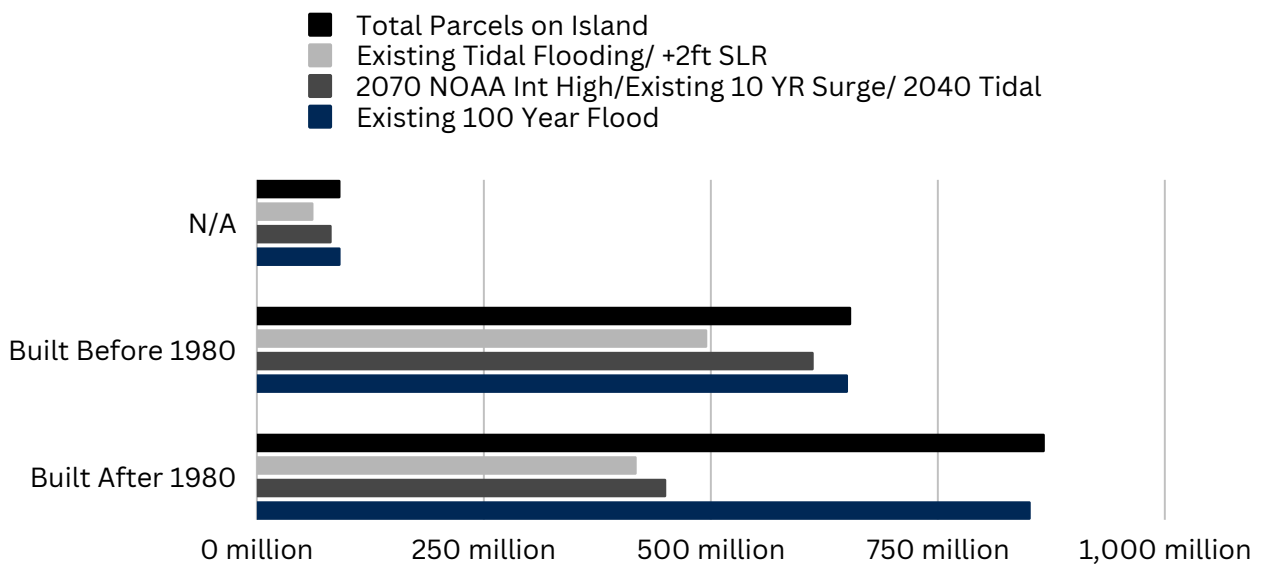 Total Parcels on Island
Existing Tidal Flooding/ +2ft SLR
2070 NOAA Int High/Existing 10 YR Surge/ 2040 Tidal
Existing 100 Year Flood
N/A
Built Before 1980
Built After 1980
0 million 250 million 500 million 750 million 1,000 million